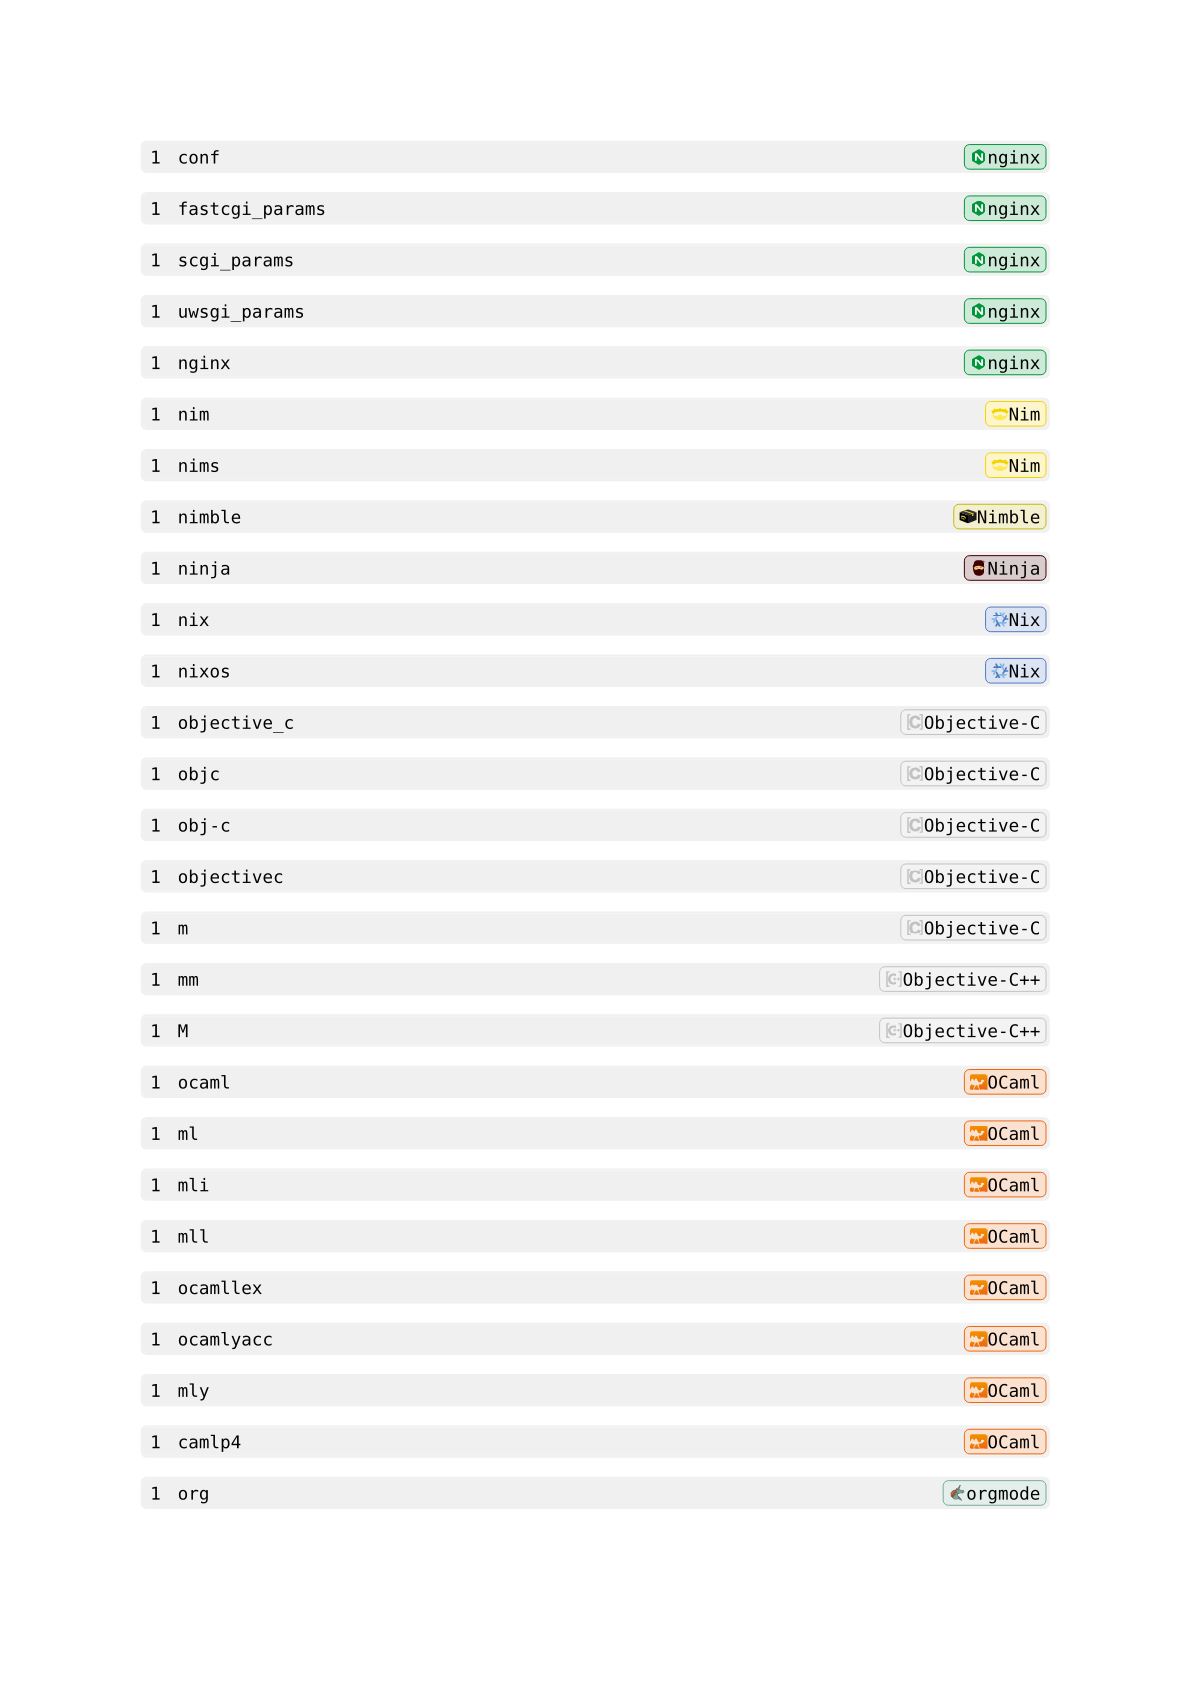 1 conf nginx
1 fastcgi_params nginx
1 scgi_params nginx
1 uwsgi_params nginx
1 nginx nginx
1 nim Nim
1 nims Nim
1 nimble Nimble
1 ninja Ninja
1 nix Nix
1 nixos Nix
1 objective_c Objective-C
1 objc Objective-C
1 obj-c Objective-C
1 objectivec Objective-C
1 m Objective-C
1 mm Objective-C++
1 M Objective-C++
1 ocaml OCaml
1 ml OCaml
1 mli OCaml
1 mll OCaml
1 ocamllex OCaml
1 ocamlyacc OCaml
1 mly OCaml
1 camlp4 OCaml
1 org orgmode